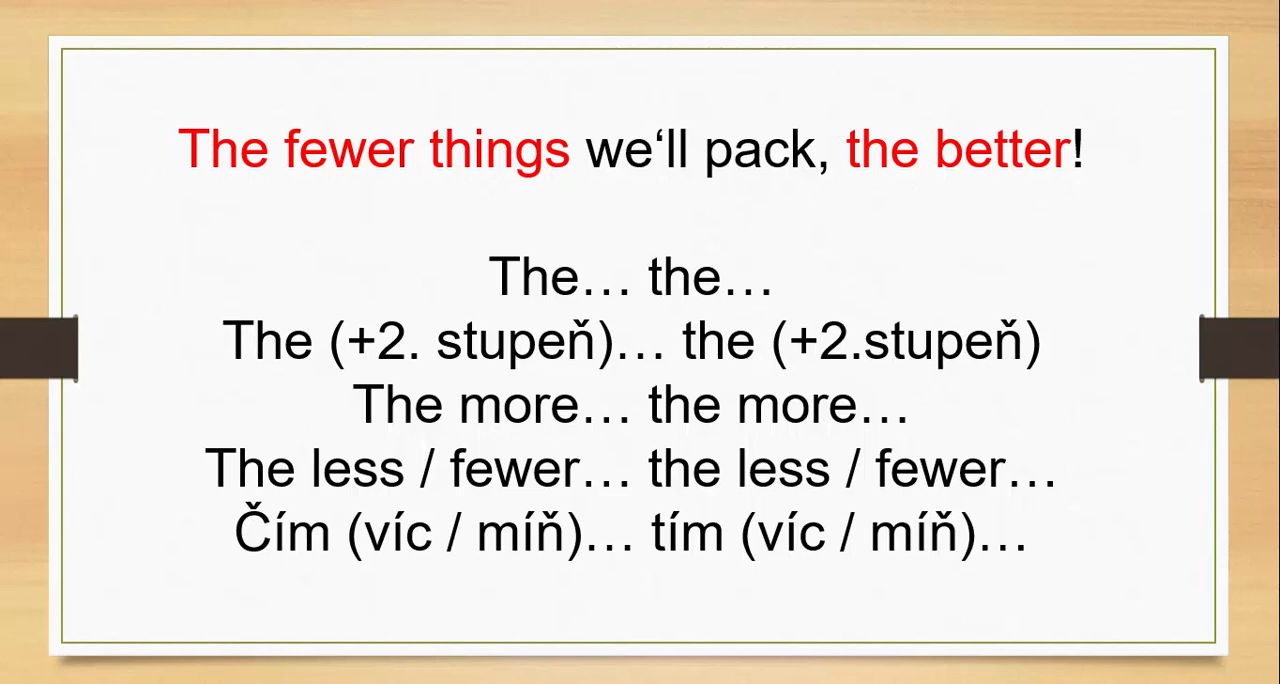 The fewer things we‘ll pack, the better!
The… the…
The (+2. stupeň)… the (+2.stupeň)
The more… the more…
The less / fewer… the less / fewer…
Čím (víc / míň)… tím (víc / míň)…